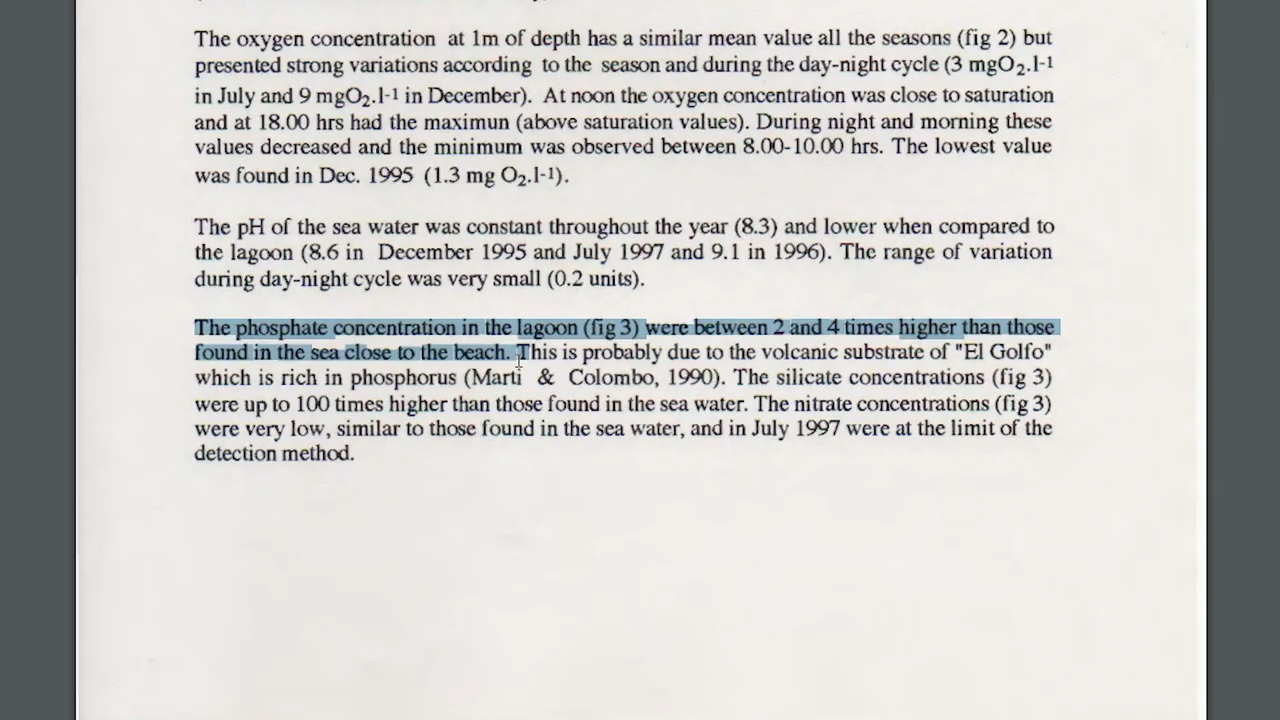 The oxygen concentration at 1m of depth has a similar mean value all the seasons (fig 2) but
presented strong variations according to the season and during the day-night cycle (3 mgO2.l-1
in July and 9 mgO2.l-1 in December). At noon the oxygen concentration was close to saturation
and at 18.00 hrs had the maximun (above saturation values). During night and morning these
values decreased and the minimum was observed between 8.00-10.00 hrs. The lowest value
was found in Dec. 1995 (1.3 mg O2.l-1).
The pH of the sea water was constant throughout the year (8.3) and lower when compared to
the lagoon (8.6 in December 1995 and July 1997 and 9.1 in 1996). The range of variation
during day-night cycle was very small (0.2 units).
The phosphate concentration in the lagoon (fig 3) were between 2 and 4 times higher than those
found in the sea close to the beach. This is probably due to the volcanic substrate of "El Golfo"
which is rich in phosphorus (Marti & Colombo, 1990). The silicate concentrations (fig 3)
were up to 100 times higher than those found in the sea water. The nitrate concentrations (fig 3)
were very low, similar to those found in the sea water, and in July 1997 were at the limit of the
detection method.